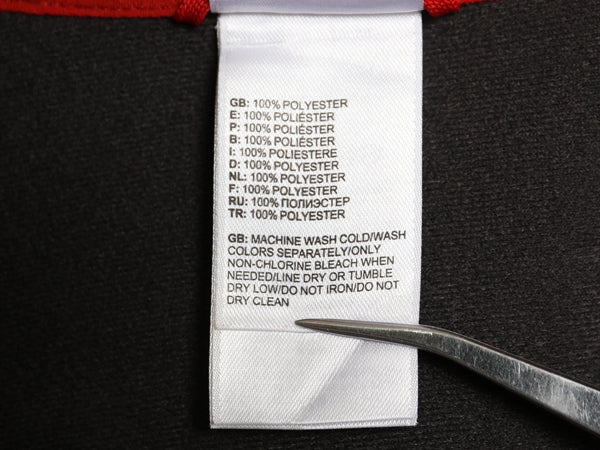 GB: 100% POLYESTER
E: 100% POLIÉSTER
P: 100% POLIÉSTER
B: 100% POLIÉSTER
I: 100% POLIESTERE
D: 100% POLYESTER
NL: 100% POLYESTER
F: 100% POLYESTER
RU: 100% ПОЛИЭСТЕР
TR: 100% POLYESTER
GB: MACHINE WASH COLD/WASH
COLORS SEPARATELY/ONLY
NON-CHLORINE BLEACH WHEN
NEEDED/LINE DRY OR TUMBLE
DRY LOW/DO NOT IRON/DO NOT
DRY CLEAN